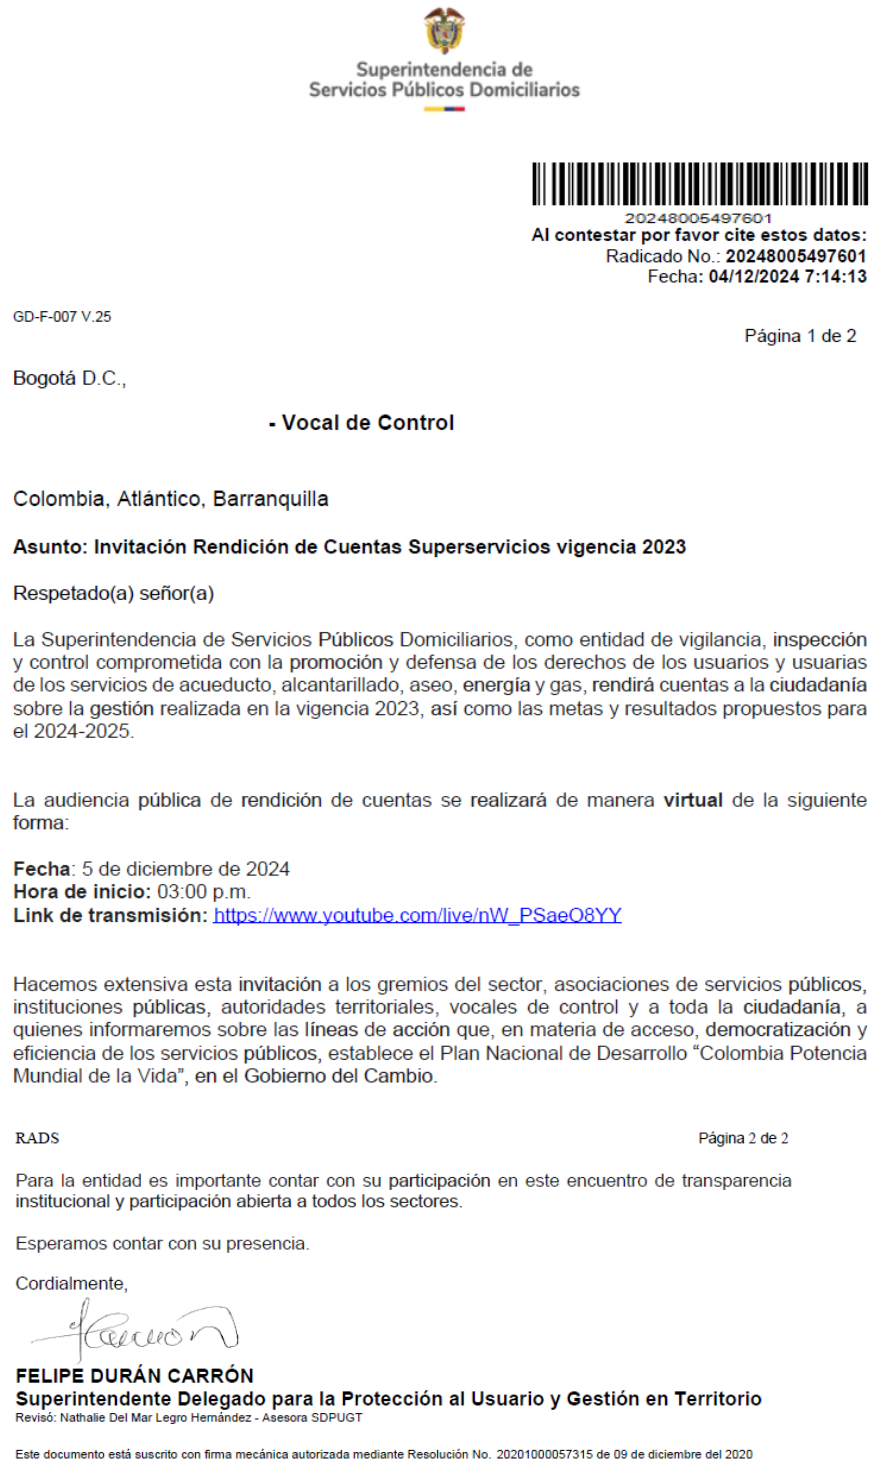 Superintendencia de
Servicios Públicos Domiciliarios
20248005497601
Al contestar por favor cite estos datos:
Radicado No.: 20248005497601
Fecha: 04/12/2024 7:14:13
GD-F-007 V.25
Página 1 de 2
Bogotá D.C.,
- Vocal de Control
Colombia, Atlántico, Barranquilla
Asunto: Invitación Rendición de Cuentas Superservicios vigencia 2023
Respetado(a) señor(a)
La Superintendencia de Servicios Públicos Domiciliarios, como entidad de vigilancia, inspección
y control comprometida con la promoción y defensa de los derechos de los usuarios y usuarias
de los servicios de acueducto, alcantarillado, aseo, energía y gas, rendirá cuentas a la ciudadanía
sobre la gestión realizada en la vigencia 2023, así como las metas y resultados propuestos para
el 2024-2025.
La audiencia pública de rendición de cuentas se realizará de manera virtual de la siguiente
forma:
Fecha: 5 de diciembre de 2024
Hora de inicio: 03:00 p.m.
Link de transmisión: https://www.youtube.com/live/nW_PSaeO8YY
Hacemos extensiva esta invitación a los gremios del sector, asociaciones de servicios públicos,
instituciones públicas, autoridades territoriales, vocales de control y a toda la ciudadanía, a
quienes informaremos sobre las líneas de acción que, en materia de acceso, democratización y
eficiencia de los servicios públicos, establece el Plan Nacional de Desarrollo “Colombia Potencia
Mundial de la Vida”, en el Gobierno del Cambio.
RADS
Página 2 de 2
Para la entidad es importante contar con su participación en este encuentro de transparencia
institucional y participación abierta a todos los sectores.
Esperamos contar con su presencia.
Cordialmente,
FELIPE DURÁN CARRÓN
Superintendente Delegado para la Protección al Usuario y Gestión en Territorio
Revisó: Nathalie Del Mar Legro Hernández - Asesora SDPUGT
Este documento está suscrito con firma mecánica autorizada mediante Resolución No. 20201000057315 de 09 de diciembre del 2020